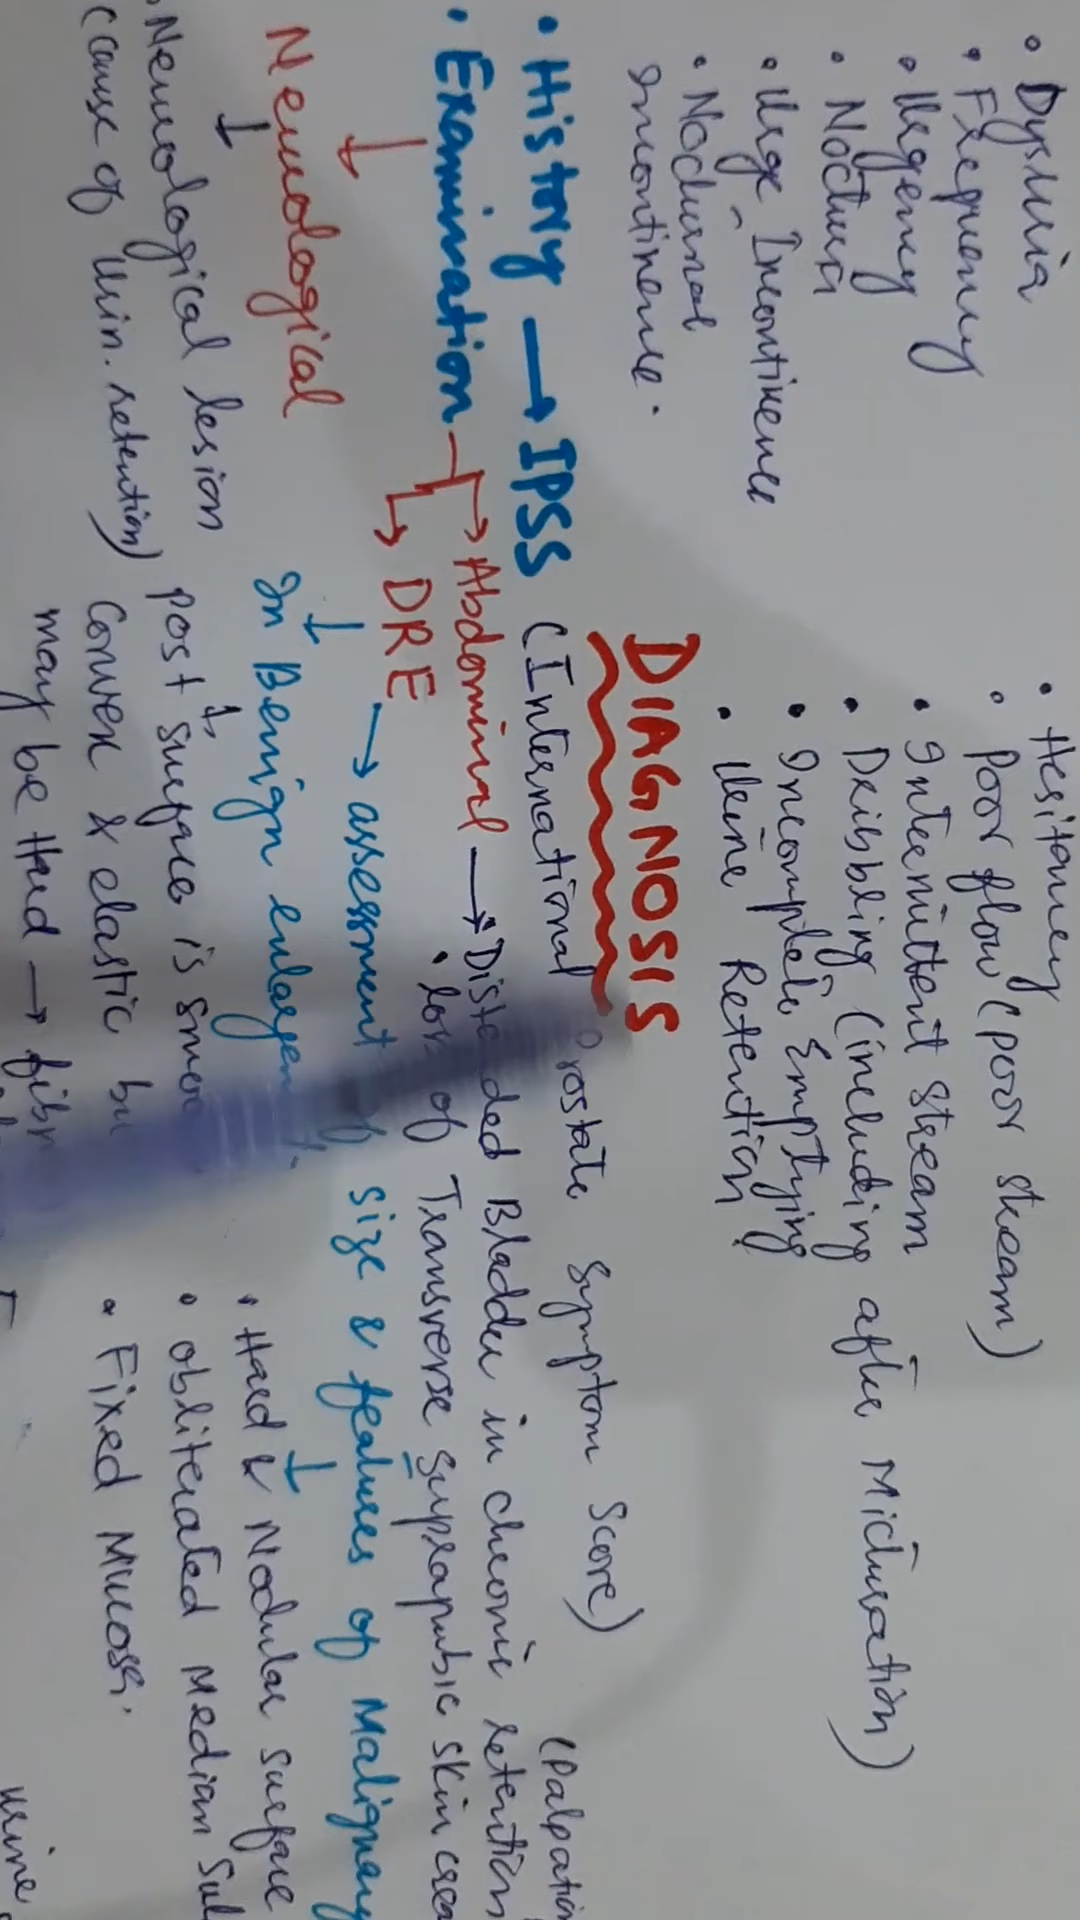 • Dysuria
• Frequency
• Urgency
• Nocturia
• Urge Incontinence
• Nocturnal
Incontinence.
• Hesitancy
• Poor flow (poor stream)
• Intermittent stream
• Dribbling (including after Micturation)
• Incomplete Emptying
• Urine Retention
DIAGNOSIS
• History → IPSS (International Prostate Symptom Score)
• Examination → Abdominal → Distended Bladder in chronic retention (Palpation
• loss of Transverse suprapubic skin crea
→ DRE → assessment of size & features of Malignancy
Neurological
Neurological lesion
(cause of Urin. retention)
In Benign enlargement.
post surface is smoo
convex & elastic bu
may be Hard → fibr
• Hard & Nodular surface
• obliterated Median Sul
• Fixed Mucosa.
urine